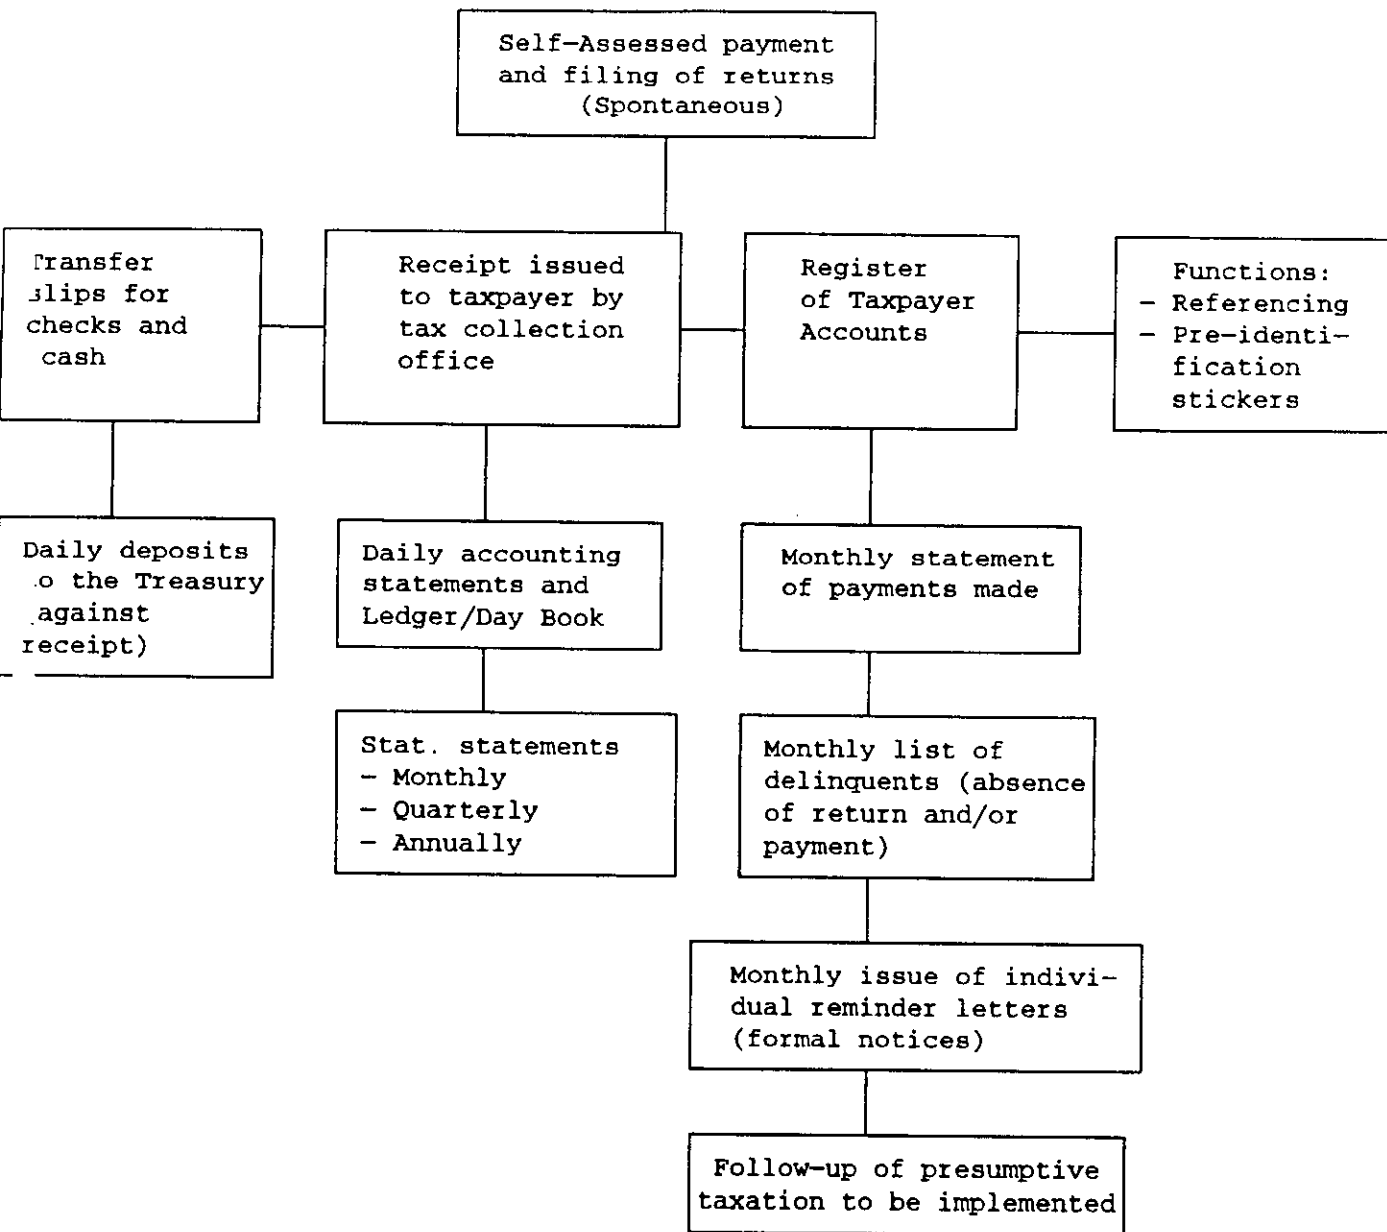 Self-Assessed payment
and filing of returns
(Spontaneous)
Transfer
slips for
checks and
cash
Receipt issued
to taxpayer by
tax collection
office
Register
of Taxpayer
Accounts
Functions:
- Referencing
- Pre-identi-
fication
stickers
Daily deposits
o the Treasury
against
receipt)
Daily accounting
statements and
Ledger/Day Book
Monthly statement
of payments made
Stat. statements
- Monthly
- Quarterly
- Annually
Monthly list of
delinquents (absence
of return and/or
payment)
Monthly issue of indivi-
dual reminder letters
(formal notices)
Follow-up of presumptive
taxation to be implemented